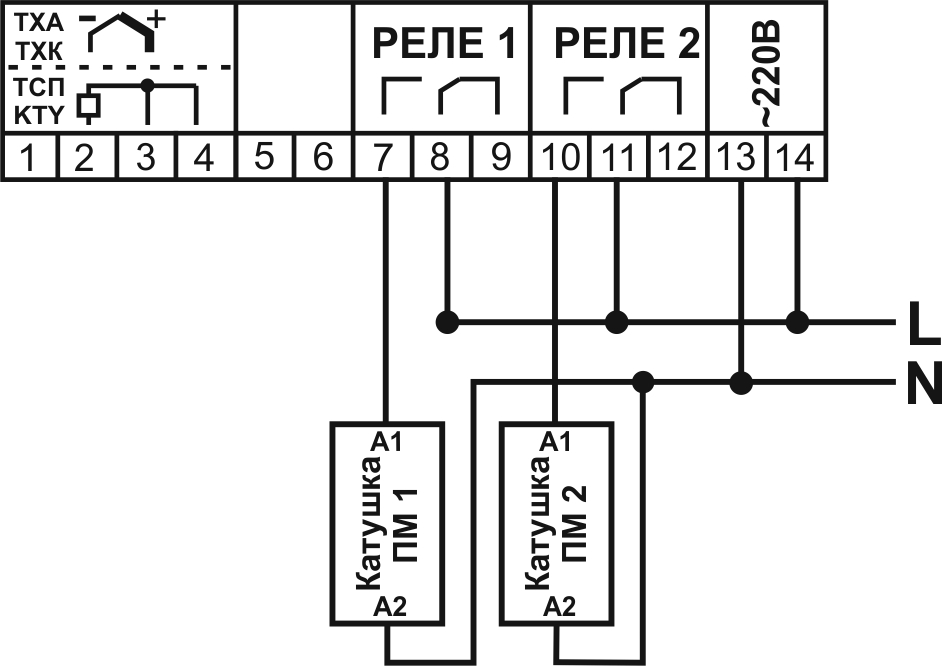 ТХА - +
ТХК
ТСП
KTY
РЕЛЕ 1
РЕЛЕ 2
~220В
1 2 3 4 5 6 7 8 9 10 11 12 13 14
L
N
A1
Катушка
ПМ 1
A2
A1
Катушка
ПМ 2
A2